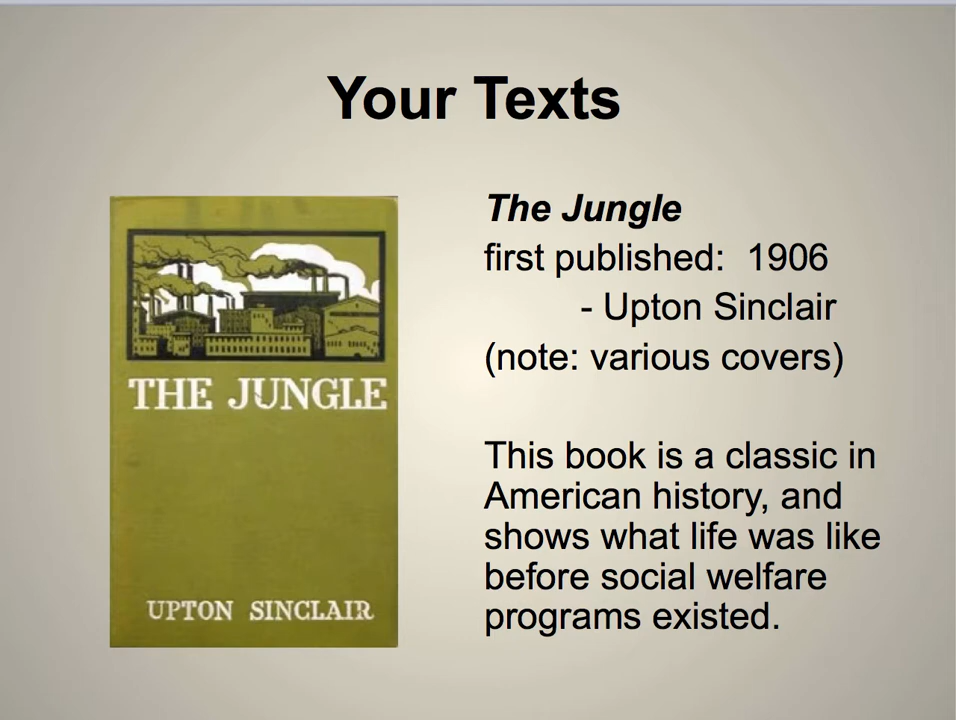 Your Texts
THE JUNGLE
UPTON SINCLAIR
The Jungle
first published:  1906
- Upton Sinclair
(note: various covers)
This book is a classic in
American history, and
shows what life was like
before social welfare
programs existed.